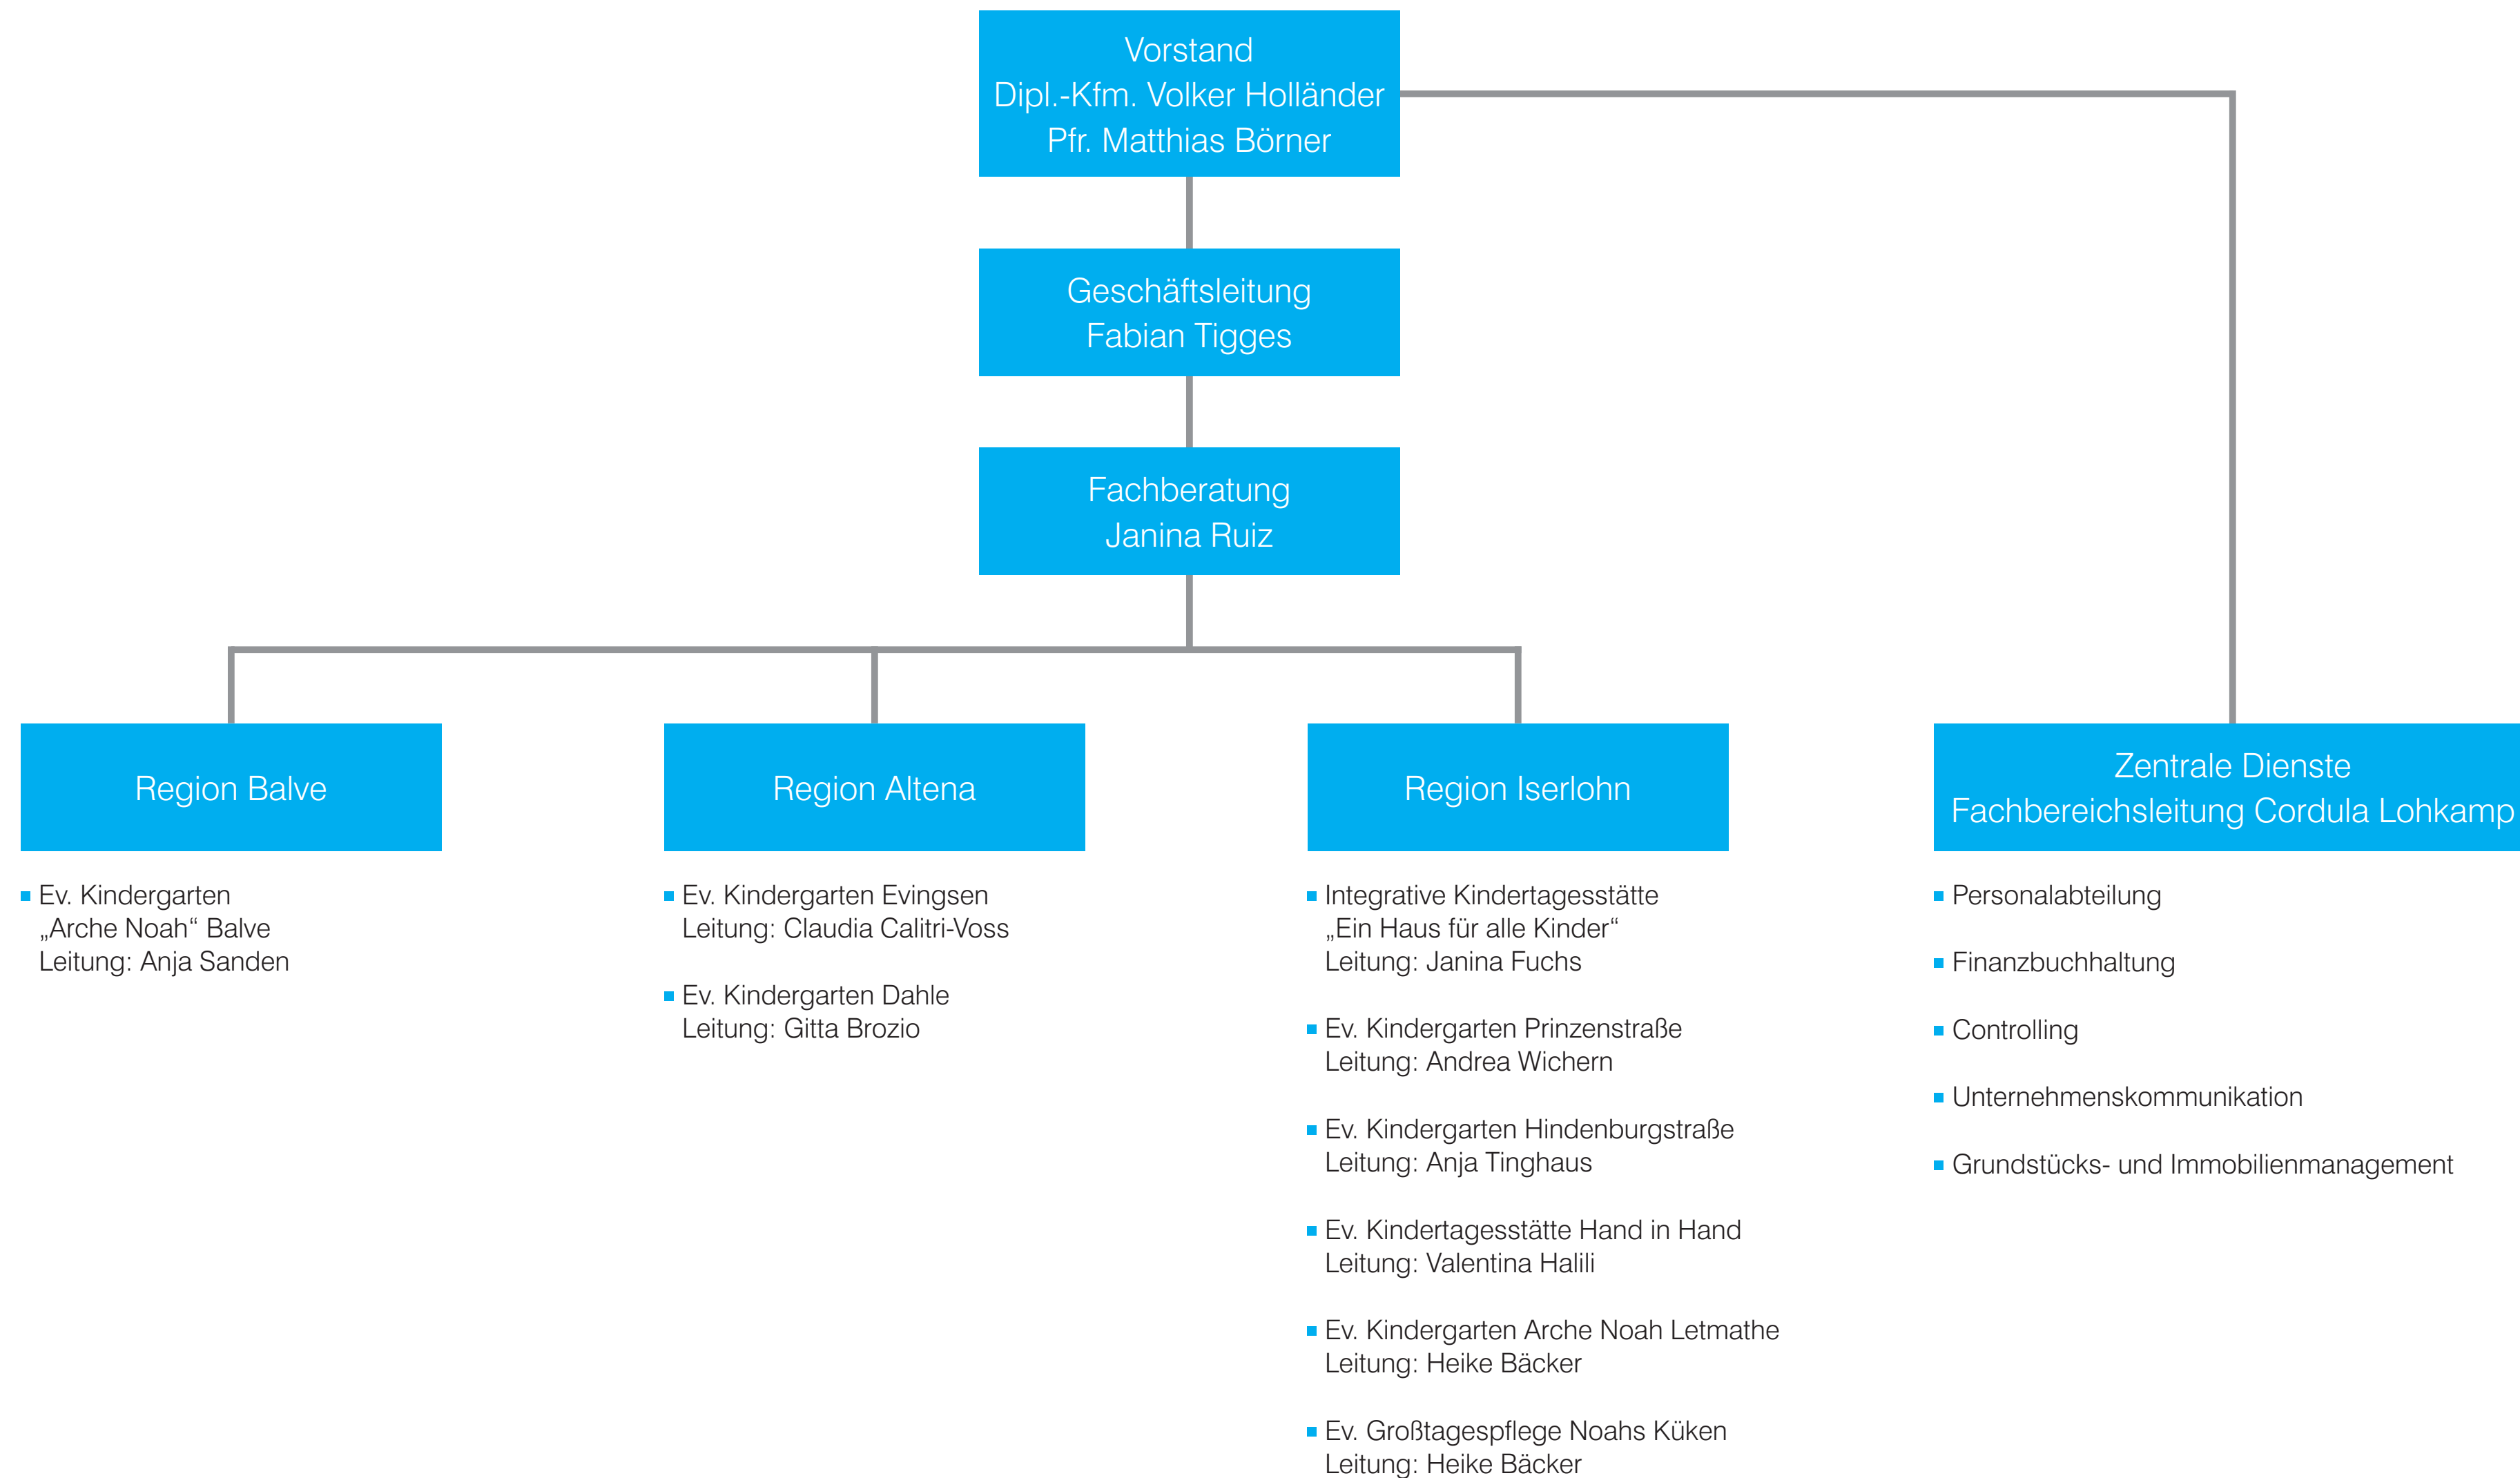 Vorstand
Dipl.-Kfm. Volker Holländer
Pfr. Matthias Börner
Geschäftsleitung
Fabian Tigges
Fachberatung
Janina Ruiz
Region Balve
Ev. Kindergarten
„Arche Noah“ Balve
Leitung: Anja Sanden
Region Altena
Ev. Kindergarten Evingsen
Leitung: Claudia Calitri-Voss
Ev. Kindergarten Dahle
Leitung: Gitta Brozio
Region Iserlohn
Integrative Kindertagesstätte
„Ein Haus für alle Kinder“
Leitung: Janina Fuchs
Ev. Kindergarten Prinzenstraße
Leitung: Andrea Wichern
Ev. Kindergarten Hindenburgstraße
Leitung: Anja Tinghaus
Ev. Kindertagesstätte Hand in Hand
Leitung: Valentina Halili
Ev. Kindergarten Arche Noah Letmathe
Leitung: Heike Bäcker
Ev. Großtagespflege Noahs Küken
Leitung: Heike Bäcker
Zentrale Dienste
Fachbereichsleitung Cordula Lohkamp
Personalabteilung
Finanzbuchhaltung
Controlling
Unternehmenskommunikation
Grundstücks- und Immobilienmanagement